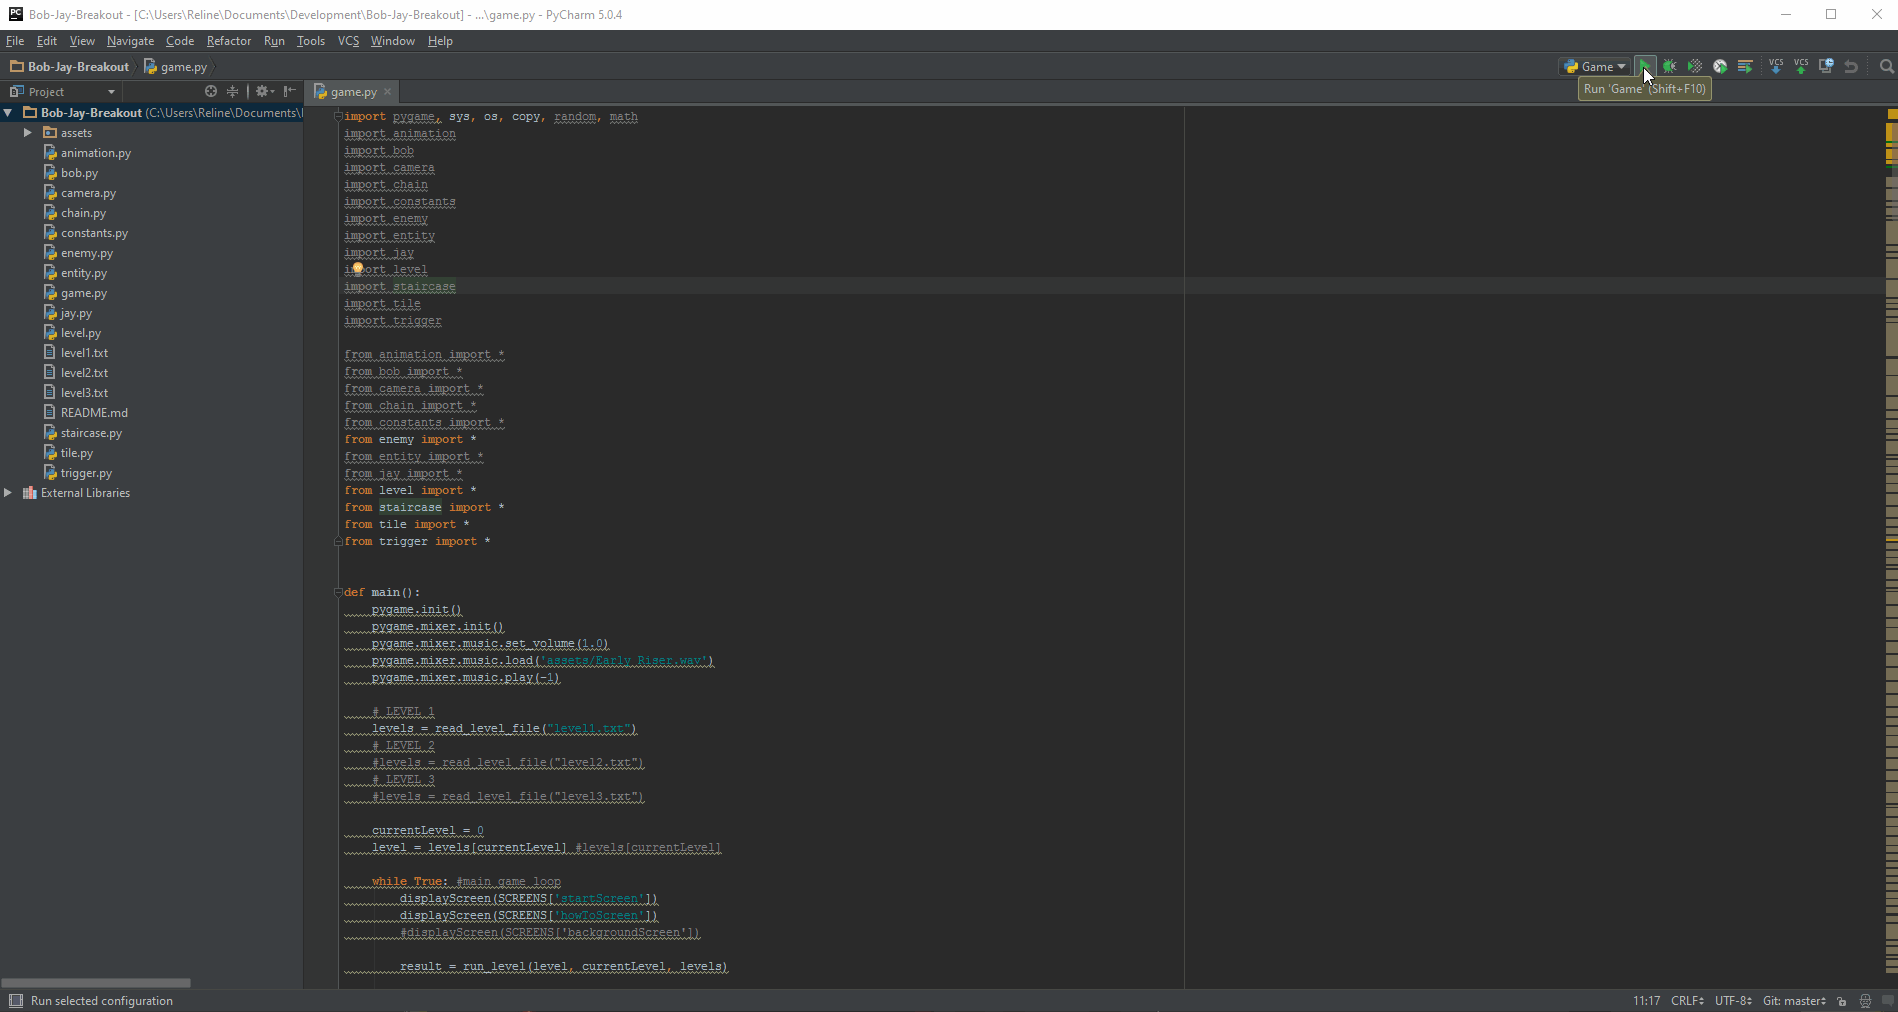 Bob-Jay-Breakout - [C:\Users\Reline\Documents\Development\Bob-Jay-Breakout] - ...\game.py - PyCharm 5.0.4
File Edit View Navigate Code Refactor Run Tools VCS Window Help
Bob-Jay-Breakout game.py
Game
VCS VCS
Run 'Game' (Shift+F10)
Project
game.py
Bob-Jay-Breakout (C:\Users\Reline\Documents\
assets
animation.py
bob.py
camera.py
chain.py
constants.py
enemy.py
entity.py
game.py
jay.py
level.py
level1.txt
level2.txt
level3.txt
README.md
staircase.py
tile.py
trigger.py
External Libraries
import pygame, sys, os, copy, random, math
import animation
import bob
import camera
import chain
import constants
import enemy
import entity
import jay
import level
import staircase
import tile
import trigger
from animation import *
from bob import *
from camera import *
from chain import *
from constants import *
from enemy import *
from entity import *
from jay import *
from level import *
from staircase import *
from tile import *
from trigger import *
def main():
pygame.init()
pygame.mixer.init()
pygame.mixer.music.set_volume(1.0)
pygame.mixer.music.load('assets/Early Riser.wav')
pygame.mixer.music.play(-1)
# LEVEL 1
levels = read_level_file("level1.txt")
# LEVEL 2
#levels = read_level_file("level2.txt")
# LEVEL 3
#levels = read_level_file("level3.txt")
currentLevel = 0
level = levels[currentLevel] #levels[currentLevel]
while True: #main game loop
displayScreen(SCREENS['startScreen'])
displayScreen(SCREENS['howToScreen'])
#displayScreen(SCREENS['backgroundScreen'])
result = run_level(level, currentLevel, levels)
Run selected configuration
11:17 CRLF UTF-8 Git: master